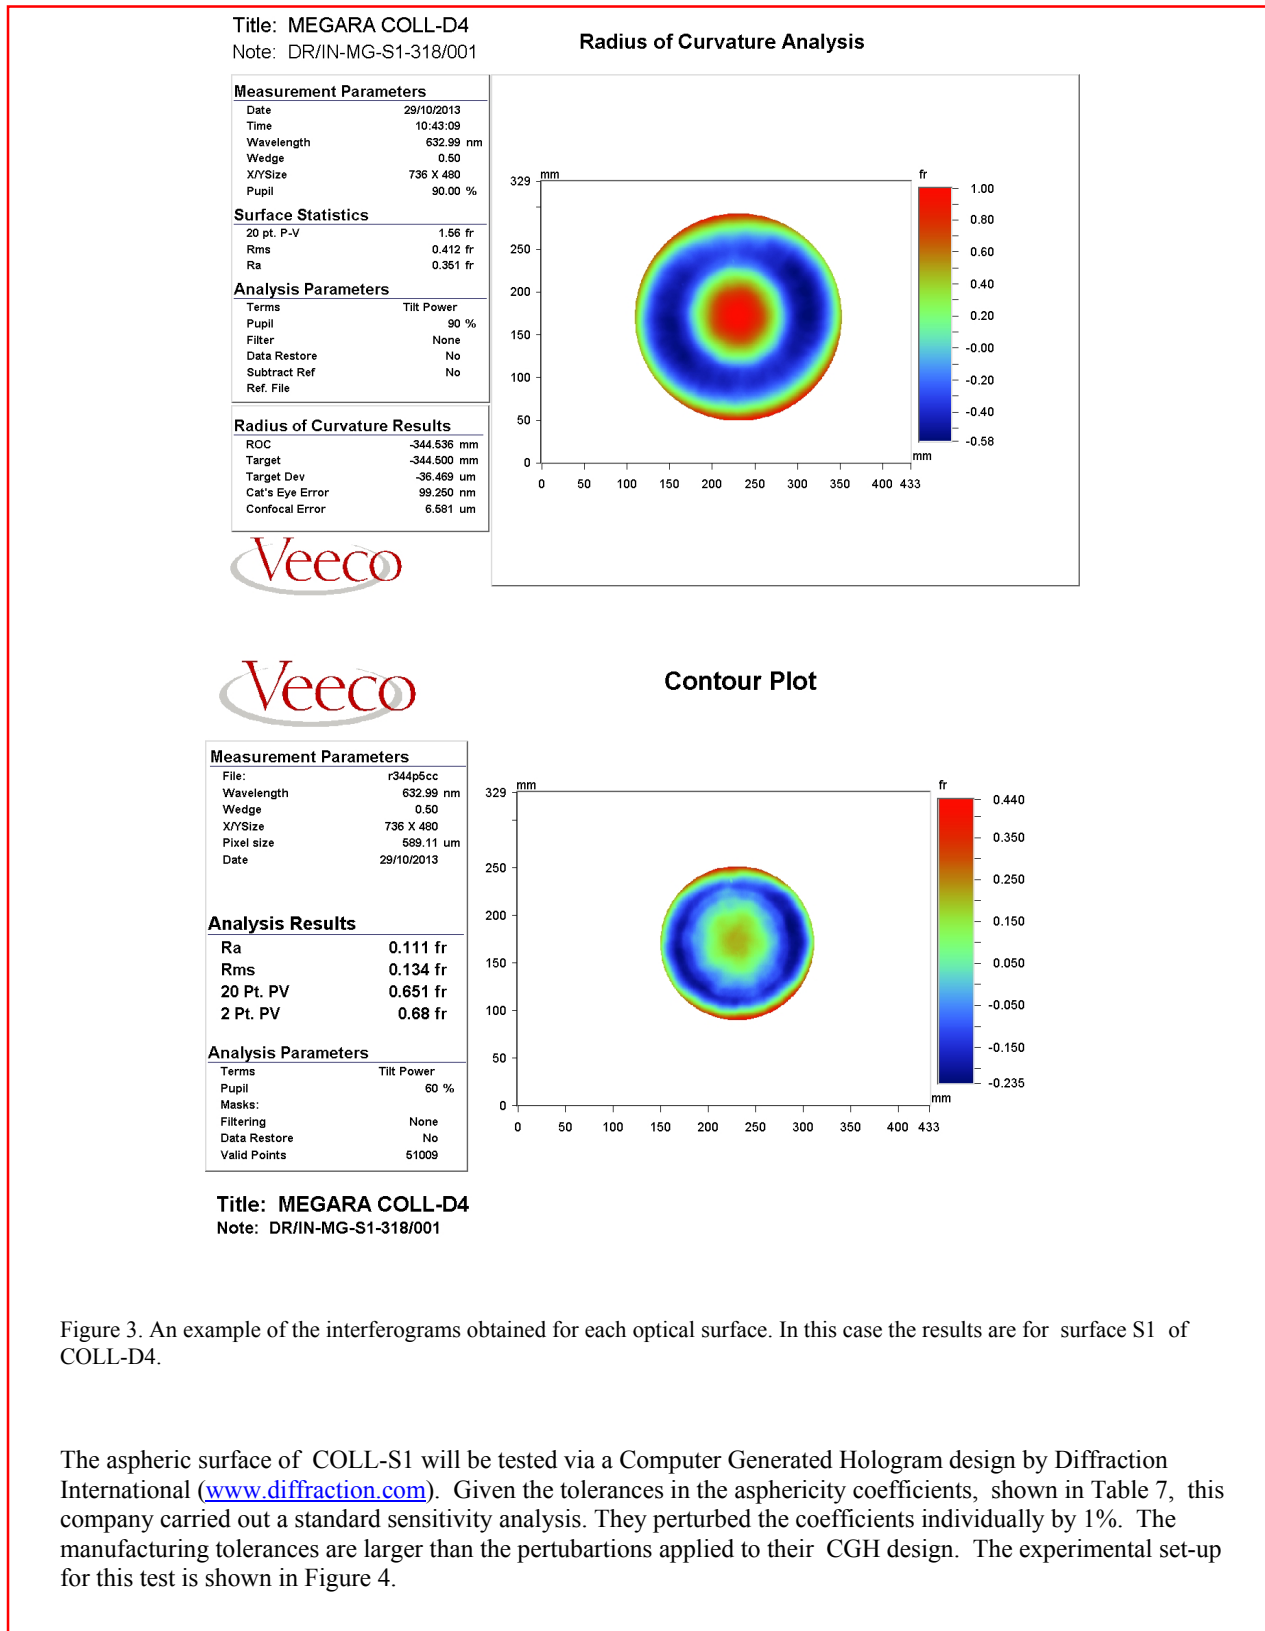 Title: MEGARA COLL-D4
Note: DR/IN-MG-S1-318/001
Radius of Curvature Analysis
Measurement Parameters
Date 29/10/2013
Time 10:43:09
Wavelength 632.99 nm
Wedge 0.50
X/YSize 736 X 480
Pupil 90.00 %
Surface Statistics
20 pt. P-V 1.56 fr
Rms 0.412 fr
Ra 0.351 fr
Analysis Parameters
Terms Tilt Power
Pupil 90 %
Filter None
Data Restore No
Subtract Ref No
Ref. File
Radius of Curvature Results
ROC -344.536 mm
Target -344.500 mm
Target Dev -36.469 um
Cat's Eye Error 99.250 nm
Confocal Error 6.581 um
Veeco
mm
329
250
200
150
100
50
0
0 50 100 150 200 250 300 350 400 433
mm
fr
1.00
0.80
0.60
0.40
0.20
-0.00
-0.20
-0.40
-0.58
Veeco
Contour Plot
Measurement Parameters
File: r344p5cc
Wavelength 632.99 nm
Wedge 0.50
X/YSize 736 X 480
Pixel size 589.11 um
Date 29/10/2013
Analysis Results
Ra 0.111 fr
Rms 0.134 fr
20 Pt. PV 0.651 fr
2 Pt. PV 0.68 fr
Analysis Parameters
Terms Tilt Power
Pupil 60 %
Masks:
Filtering None
Data Restore No
Valid Points 51009
mm
329
250
200
150
100
50
0
0 50 100 150 200 250 300 350 400 433
mm
fr
0.440
0.350
0.250
0.150
0.050
-0.050
-0.150
-0.235
Title: MEGARA COLL-D4
Note: DR/IN-MG-S1-318/001
Figure 3. An example of the interferograms obtained for each optical surface. In this case the results are for surface S1 of
COLL-D4.
The aspheric surface of COLL-S1 will be tested via a Computer Generated Hologram design by Diffraction
International (www.diffraction.com). Given the tolerances in the asphericity coefficients, shown in Table 7, this
company carried out a standard sensitivity analysis. They perturbed the coefficients individually by 1%. The
manufacturing tolerances are larger than the pertubartions applied to their CGH design. The experimental set-up
for this test is shown in Figure 4.